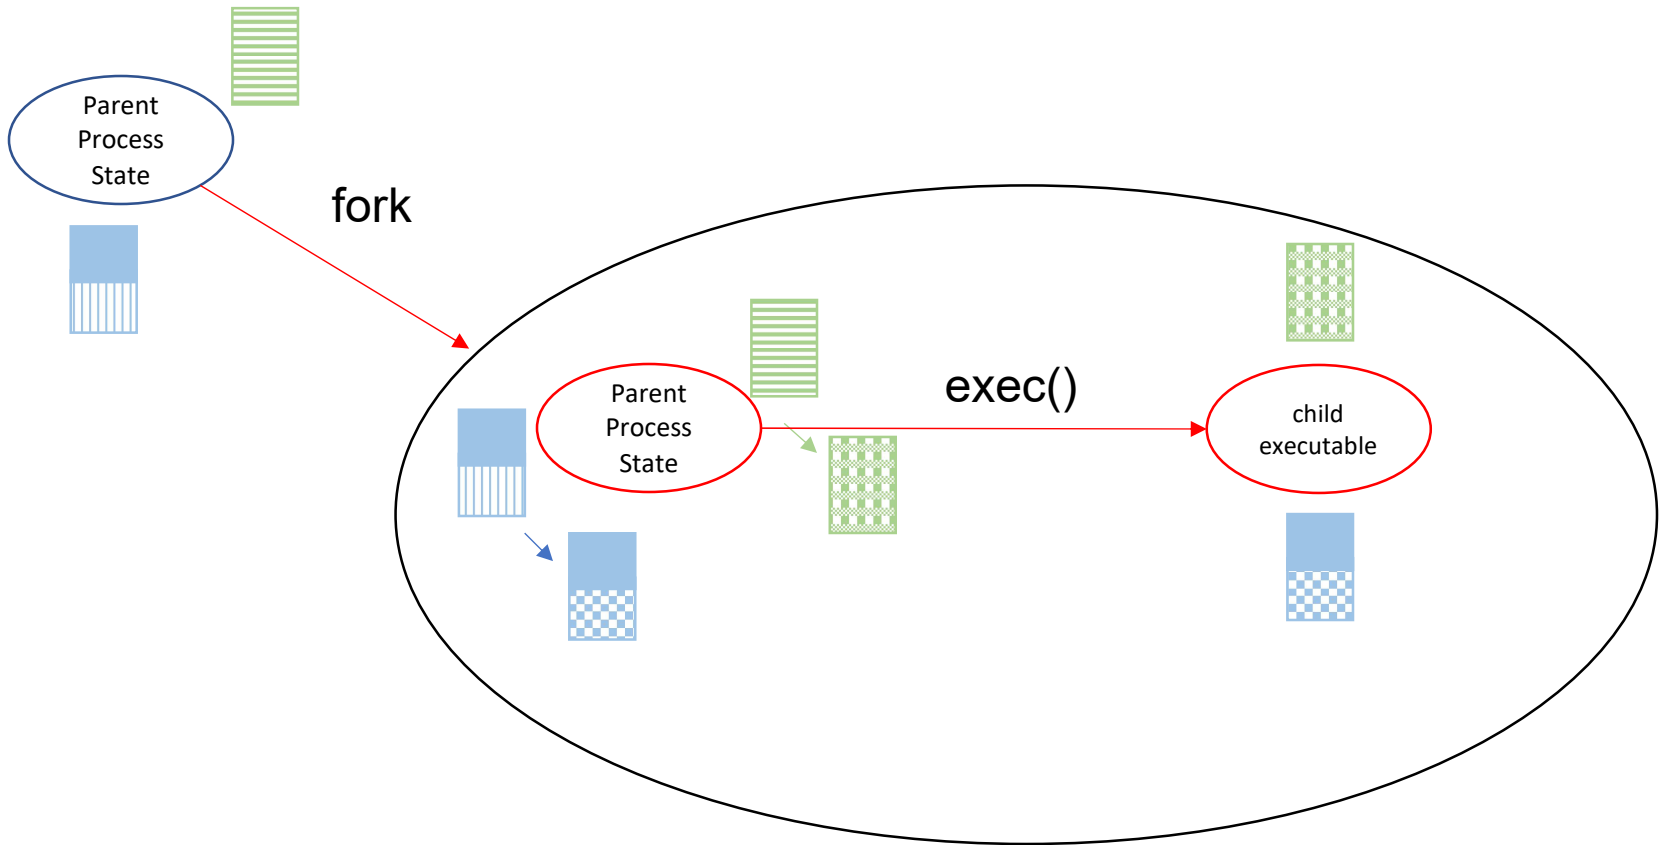 Parent
Process
State
fork
Parent
Process
State
exec()
child
executable